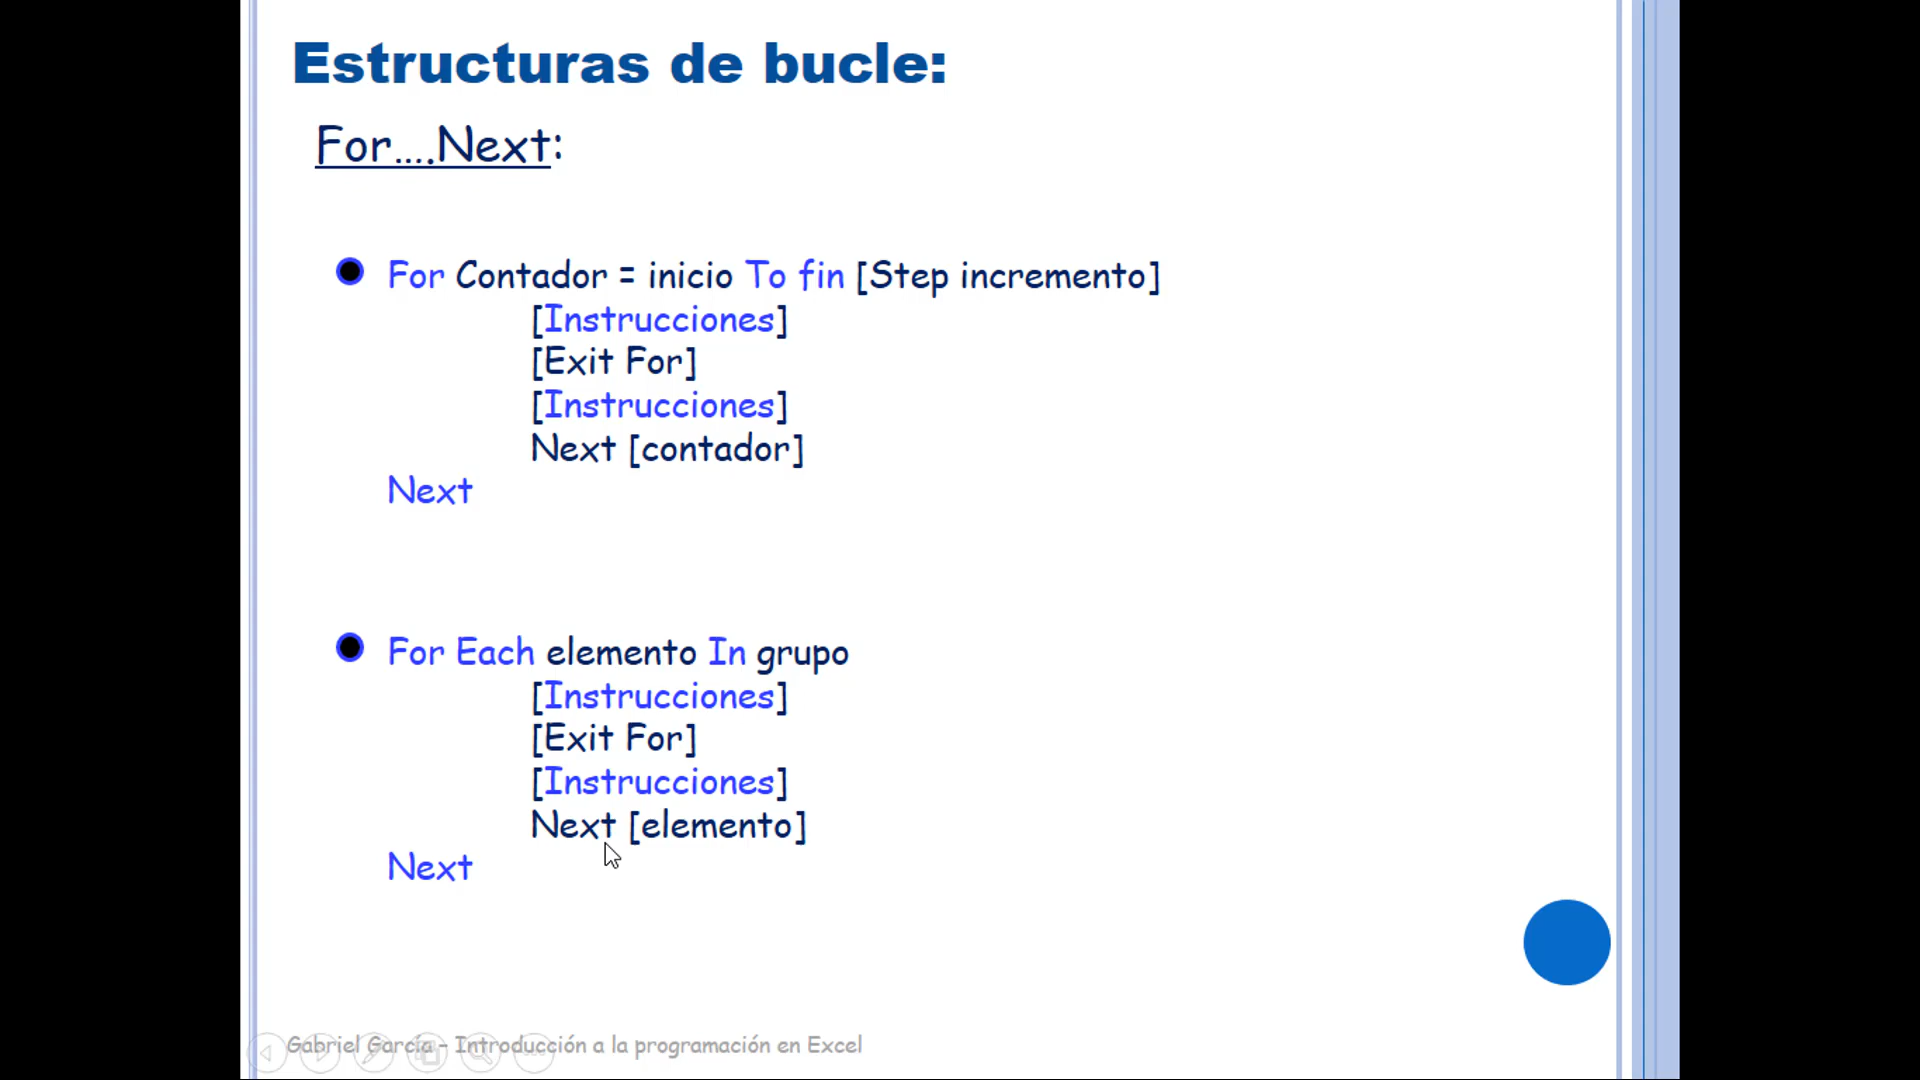 Estructuras de bucle:
For....Next:
For Contador = inicio To fin [Step incremento]
[Instrucciones]
[Exit For]
[Instrucciones]
Next [contador]
Next
For Each elemento In grupo
[Instrucciones]
[Exit For]
[Instrucciones]
Next [elemento]
Next
Gabriel García - Introducción a la programación en Excel